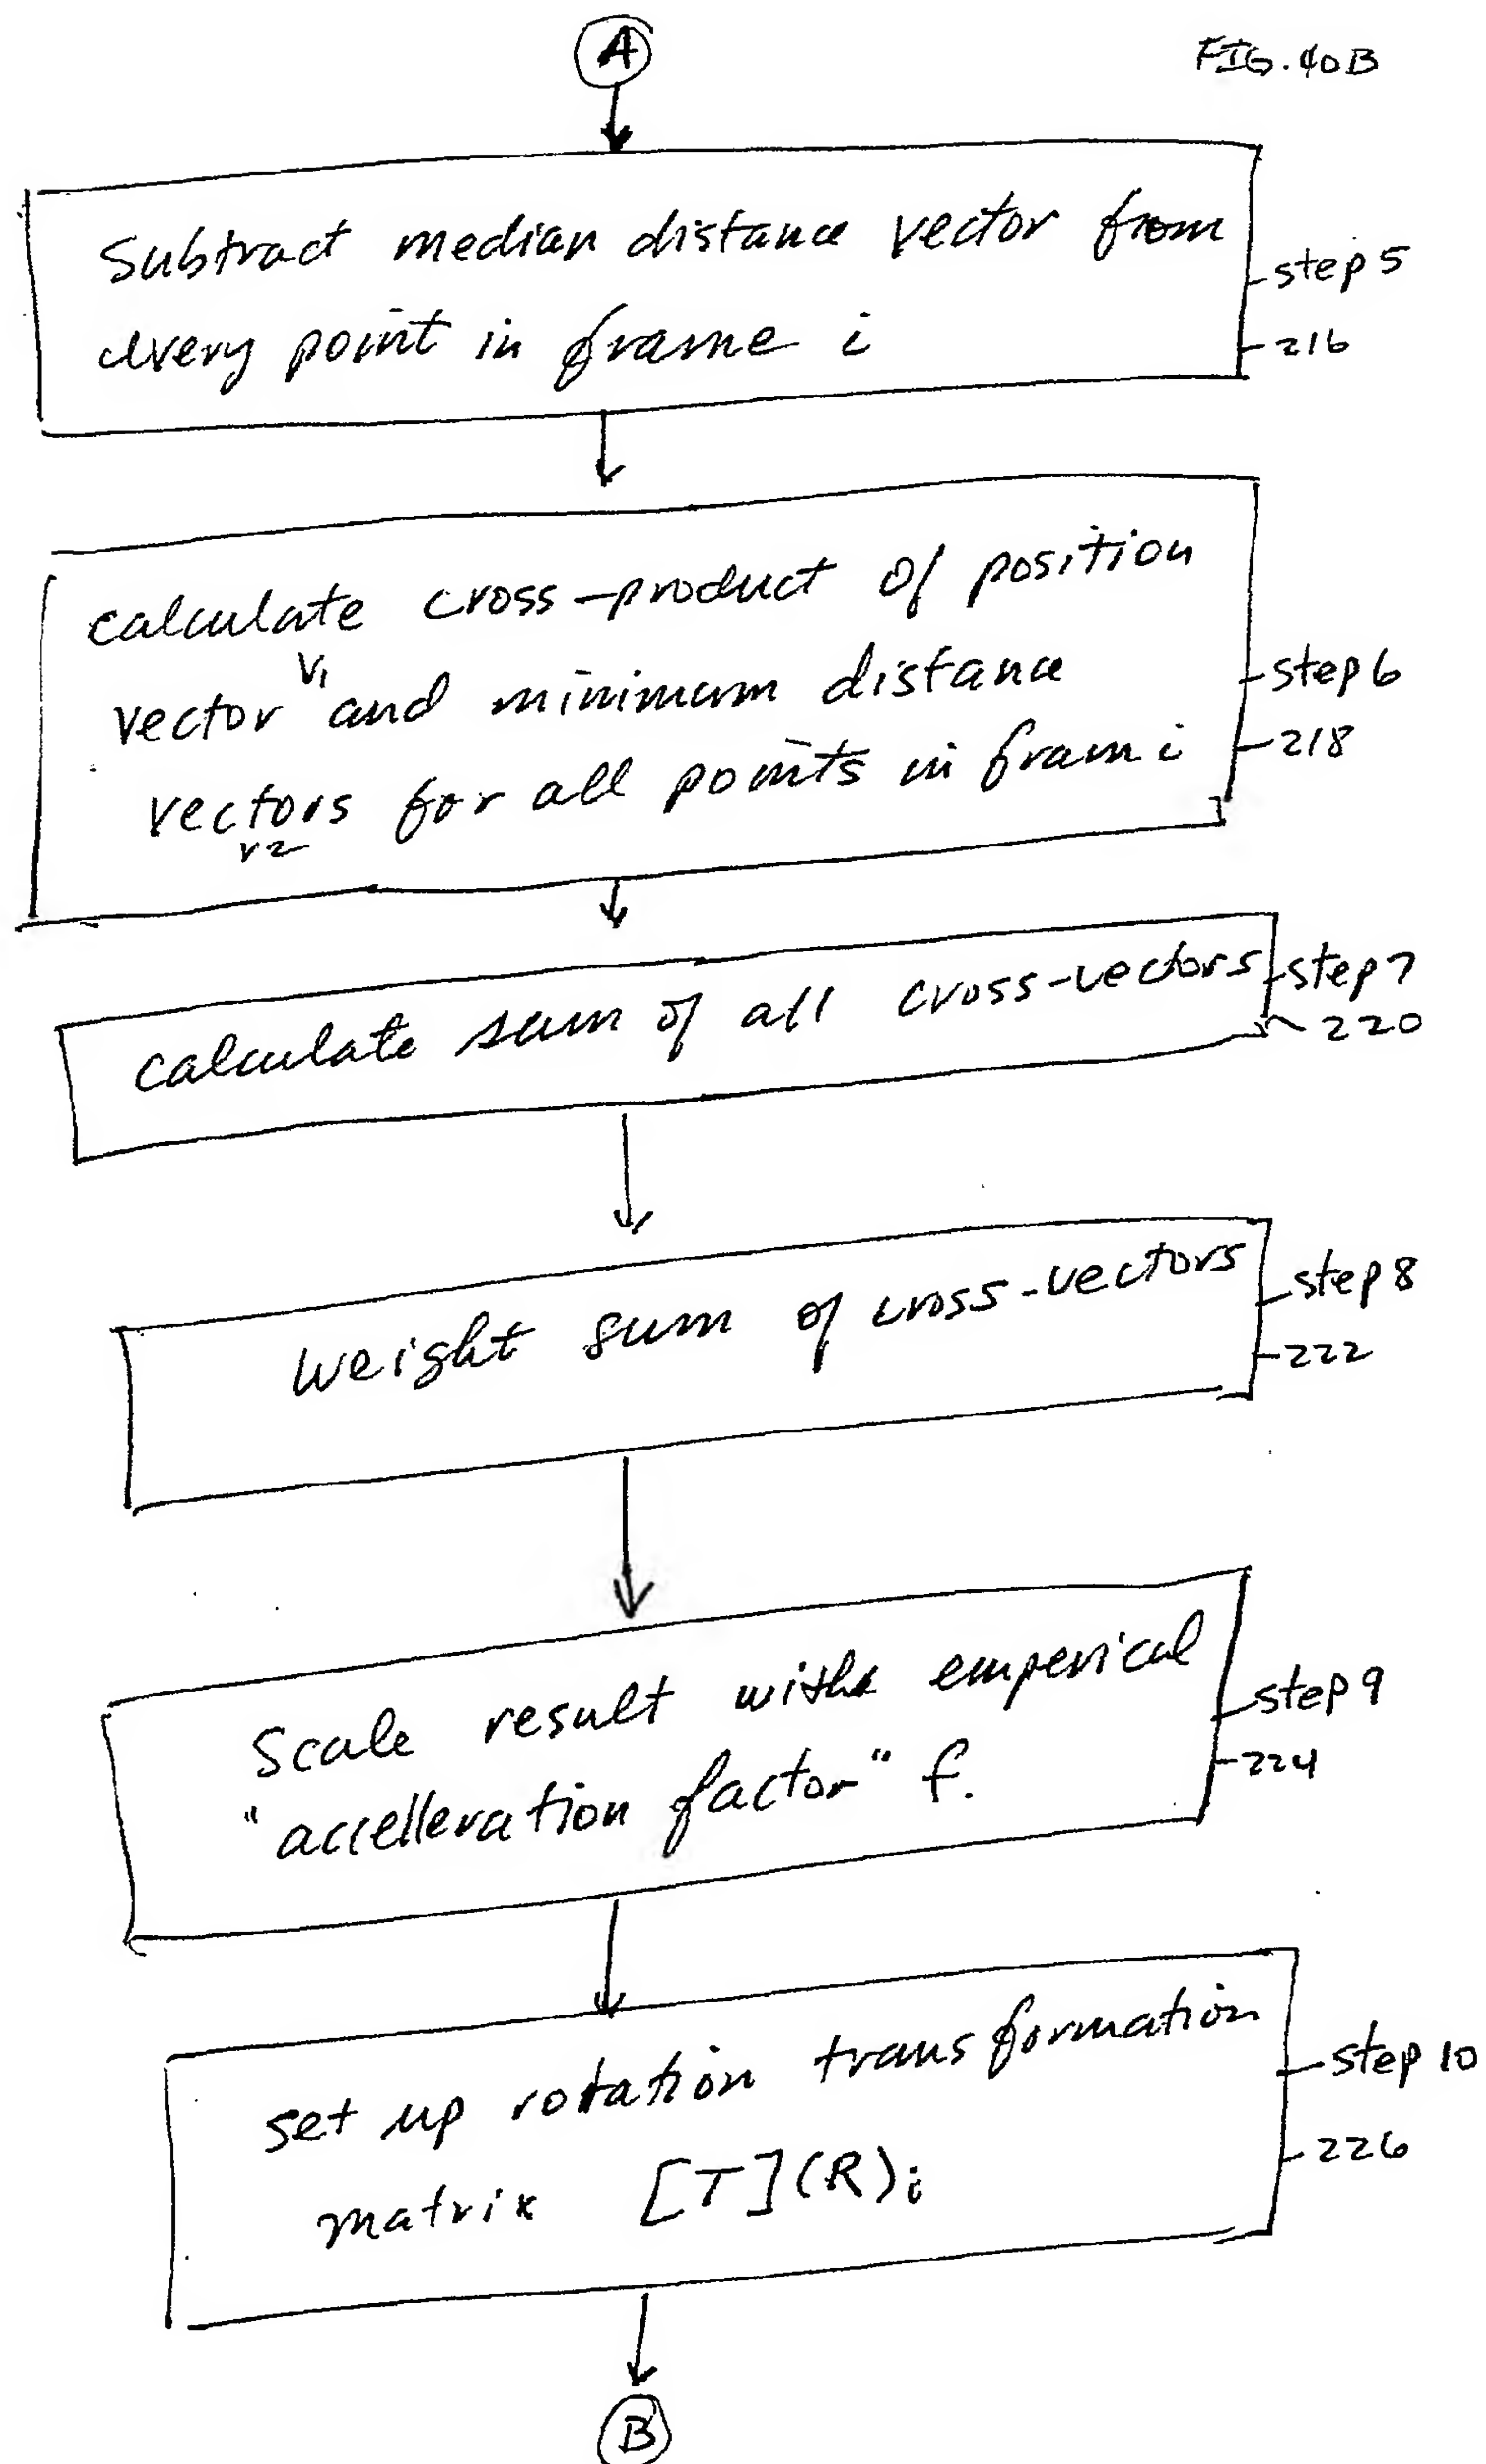 A
FIG. 40B
Subtract median distance vector from
every point in frame i
step 5
216
calculate cross-product of position
V1
vector and minimum distance
vectors for all points in fram i
v2
step 6
218
calculate sum of all cross-vectors
step 7
220
weight sum of cross-vectors
step 8
222
Scale result with emperical
"accelleration factor" f.
step 9
224
set up rotation transformation
matrix [T](R)i
step 10
226
B